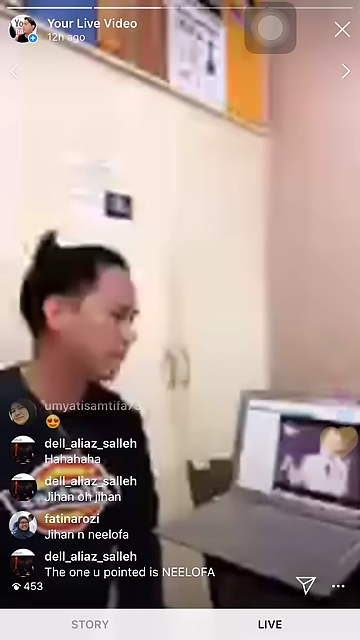 Your Live Video
12h ago
umyatisamtifa73
dell_aliaz_salleh
Hahahaha
dell_aliaz_salleh
Jihan oh jihan
fatinarozi
Jihan n neelofa
dell_aliaz_salleh
The one u pointed is NEELOFA
453
STORY
LIVE